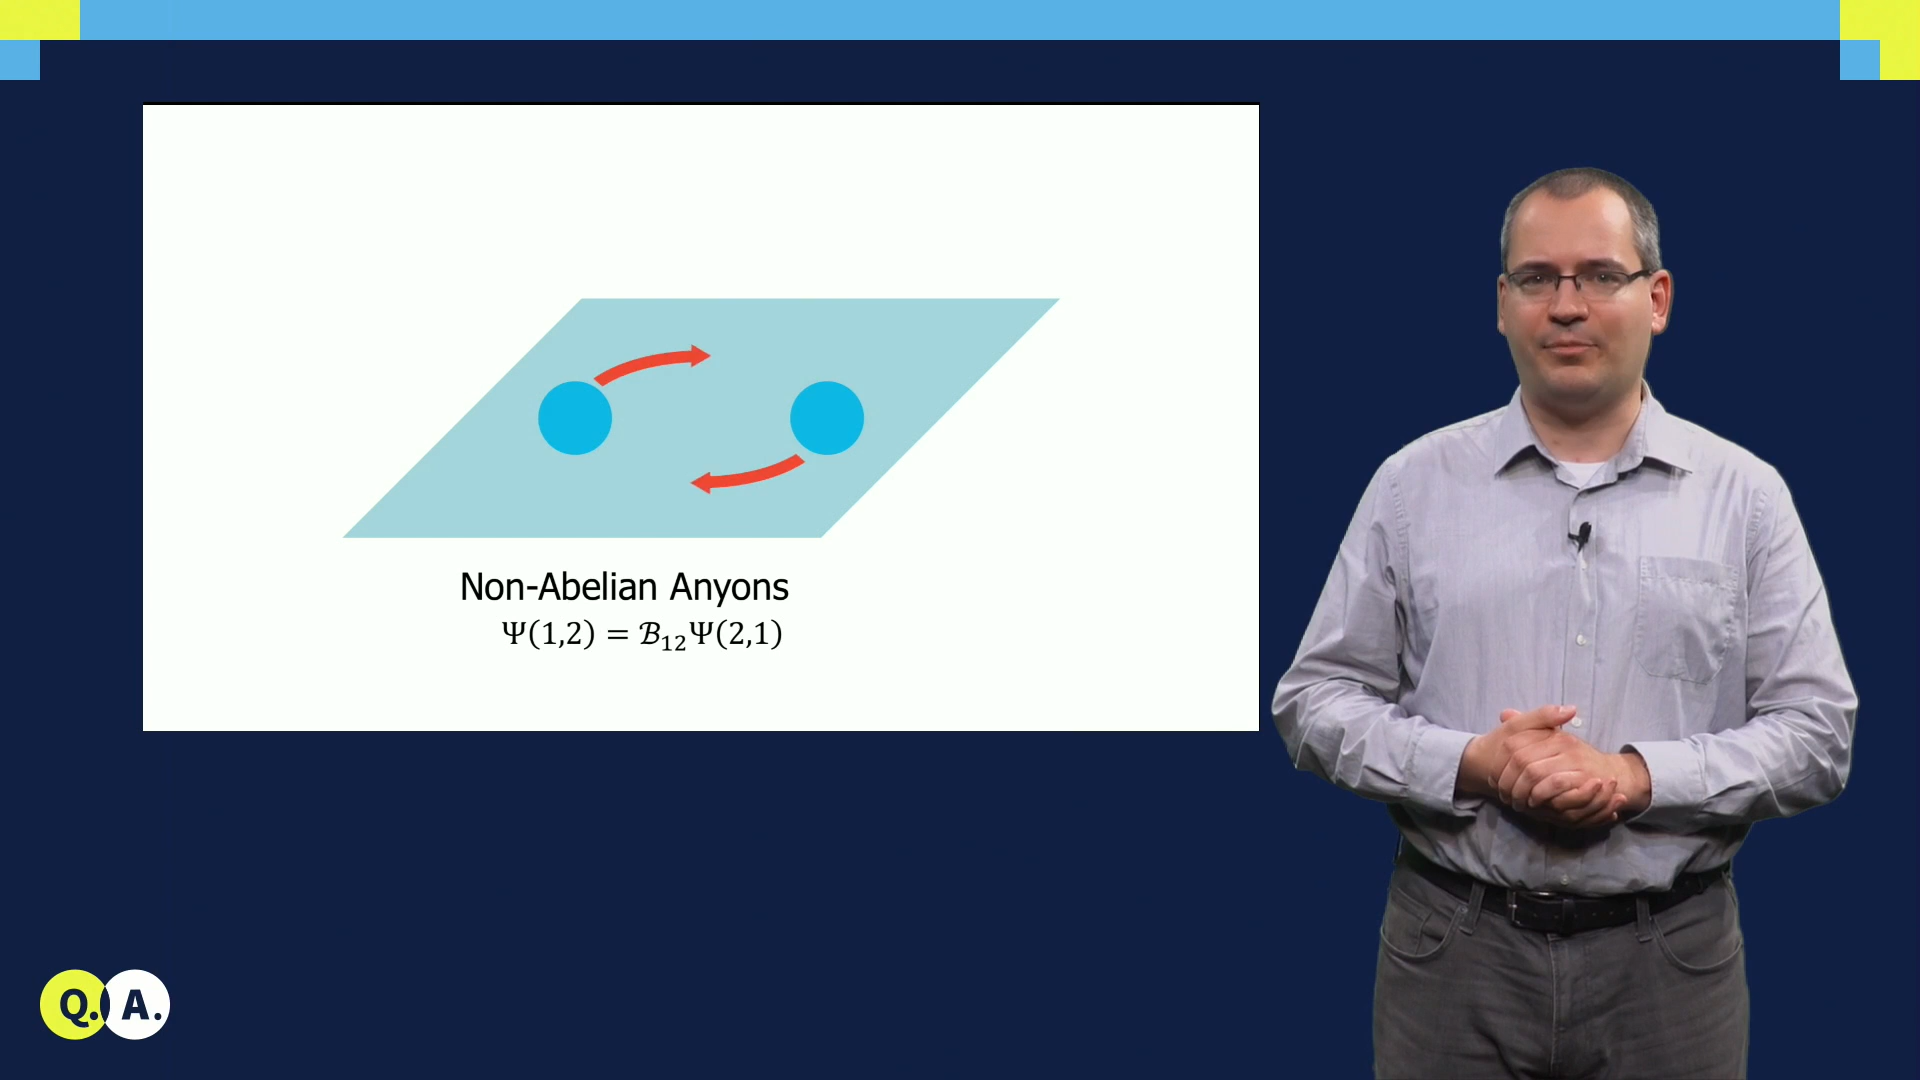 Non-Abelian Anyons
Ψ(1,2) = ℬ₁₂Ψ(2,1)
Q. A.